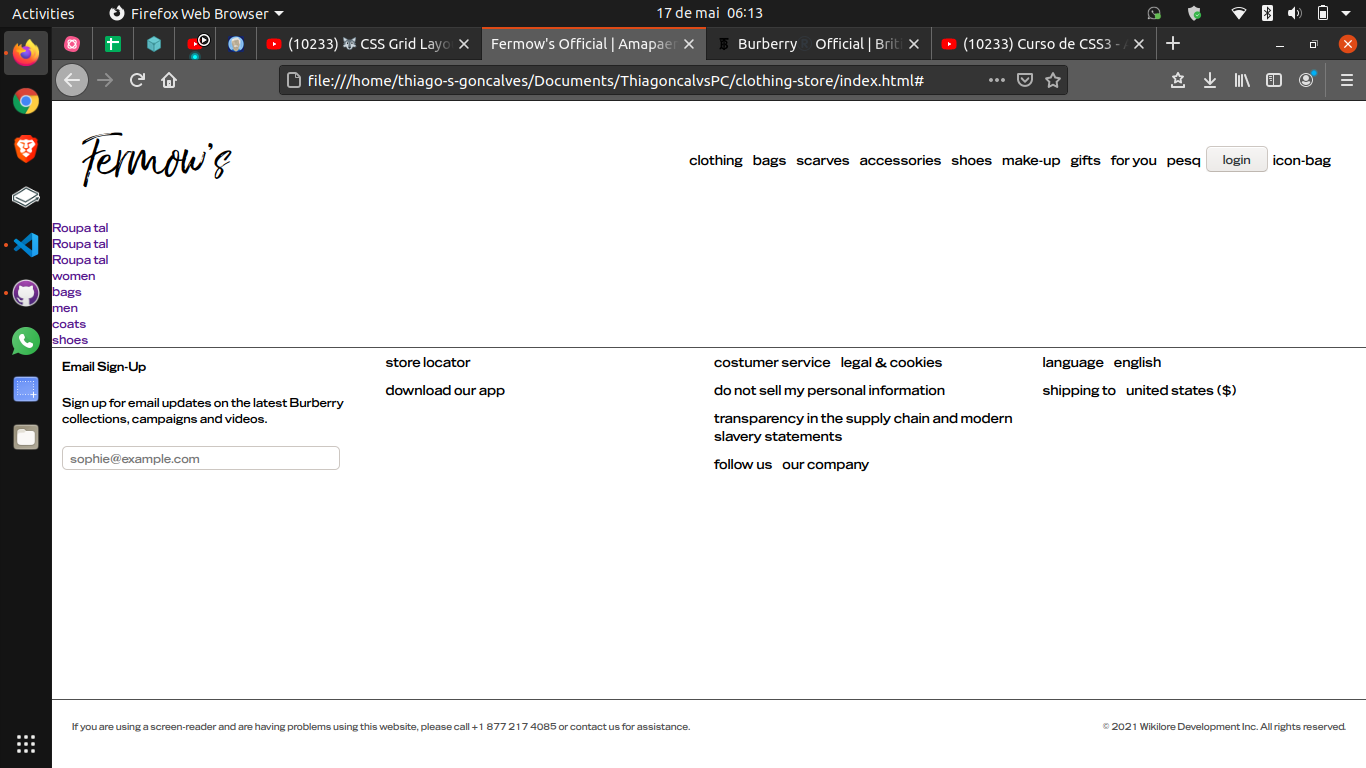 Activities Firefox Web Browser 17 de mai 06:13
(10233) 🐺 CSS Grid Layo Fermow's Official | Amapaen Burberry Official | Brit (10233) Curso de CSS3 -
file:///home/thiago-s-goncalves/Documents/ThiagoncalvsPC/clothing-store/index.html#
Fermow's
clothing bags scarves accessories shoes make-up gifts for you pesq login icon-bag
Roupa tal
Roupa tal
Roupa tal
women
bags
men
coats
shoes
Email Sign-Up
Sign up for email updates on the latest Burberry
collections, campaigns and videos.
sophie@example.com
store locator
download our app
costumer service legal & cookies
do not sell my personal information
transparency in the supply chain and modern
slavery statements
follow us our company
language english
shipping to united states ($)
If you are using a screen-reader and are having problems using this website, please call +1 877 217 4085 or contact us for assistance.
© 2021 Wikilore Development Inc. All rights reserved.